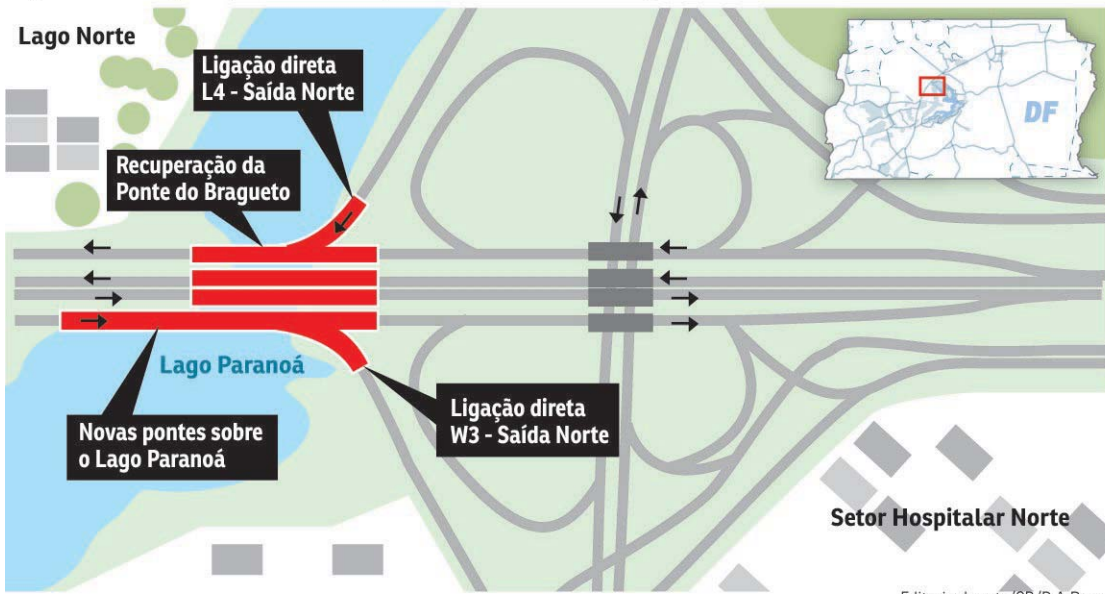 Lago Norte
Ligação direta
L4 - Saída Norte
DF
Recuperação da
Ponte do Bragueto
Lago Paranoá
Novas pontes sobre
o Lago Paranoá
Ligação direta
W3 - Saída Norte
Setor Hospitalar Norte